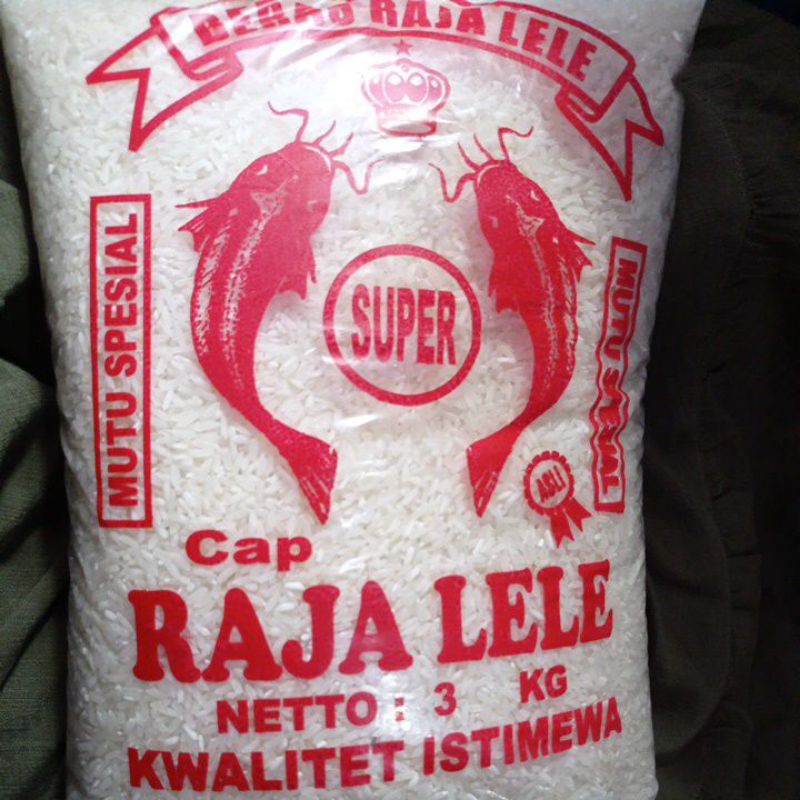 BERAS RAJA LELE
MUTU SPESIAL
SUPER
MUTU SPESIAL
ASLI
Cap
RAJA LELE
NETTO : 3 KG
KWALITET ISTIMEWA